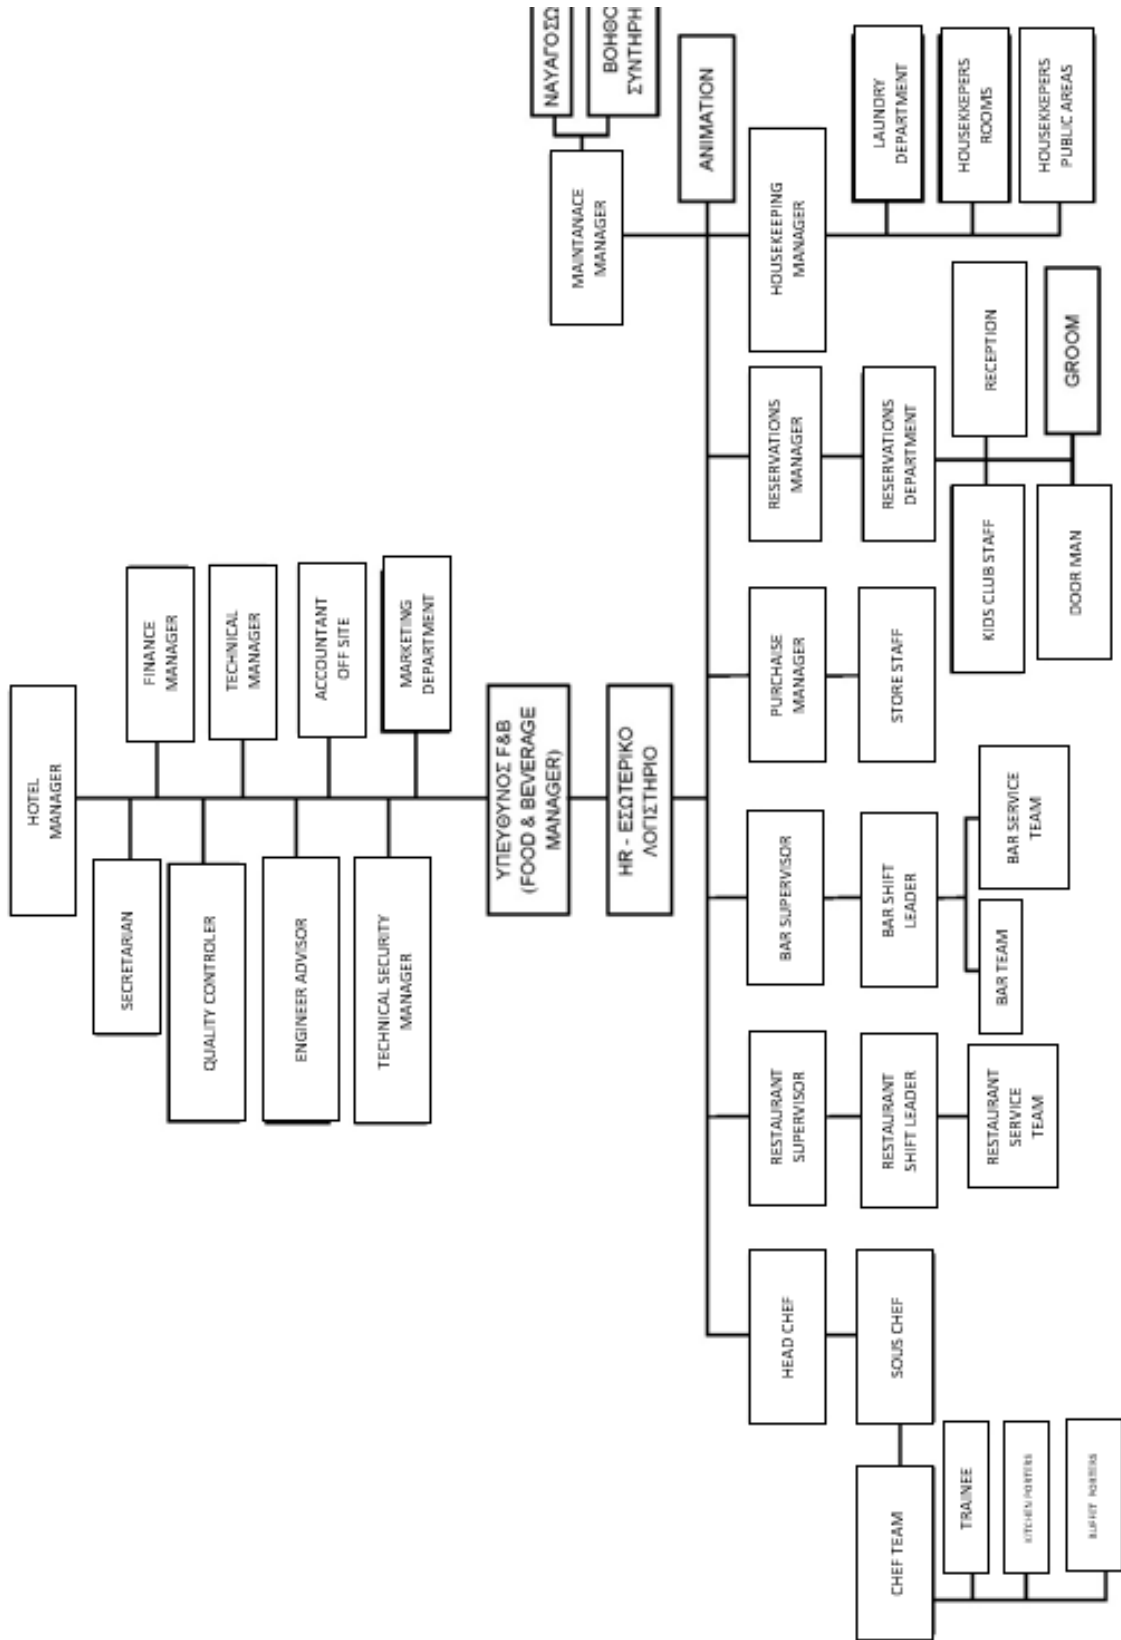 HOTEL
MANAGER
SECRETARIAN
FINANCE
MANAGER
QUALITY CONTROLER
TECHNICAL
MANAGER
ENGINEER ADVISOR
ACCOUNTANT
OFF SITE
TECHNICAL SECURITY
MANAGER
MARKETING
DEPARTMENT
ΥΠΕΥΘΥΝΟΣ F&B
(FOOD & BEVERAGE
MANAGER)
HR - ΕΣΩΤΕΡΙΚΟ
ΛΟΓΙΣΤΗΡΙΟ
MAINTANACE
MANAGER
ΝΑΥΑΓΟΣΩ
ΒΟΗΘΟ
ΣΥΝΤΗΡΗ
ANIMATION
HEAD CHEF
SOUS CHEF
CHEF TEAM
TRAINEE
KITCHEN PORTERS
BUFFET PORTERS
RESTAURANT
SUPERVISOR
RESTAURANT
SHIFT LEADER
RESTAURANT
SERVICE
TEAM
BAR SUPERVISOR
BAR SHIFT
LEADER
BAR TEAM
BAR SERVICE
TEAM
PURCHAISE
MANAGER
STORE STAFF
RESERVATIONS
MANAGER
RESERVATIONS
DEPARTMENT
KIDS CLUB STAFF
RECEPTION
DOOR MAN
GROOM
HOUSEKEEPING
MANAGER
LAUNDRY
DEPARTMENT
HOUSEKKEPERS
ROOMS
HOUSEKKEPERS
PUBLIC AREAS